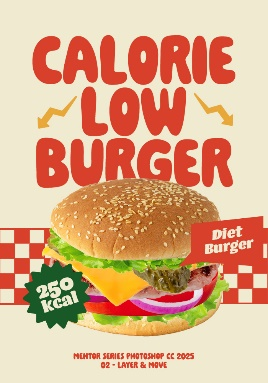 CALORIE
LOW
BURGER
Diet
Burger
250
kcal
MENTOR SERIES PHOTOSHOP CC 2025
02 - LAYER & MOVE